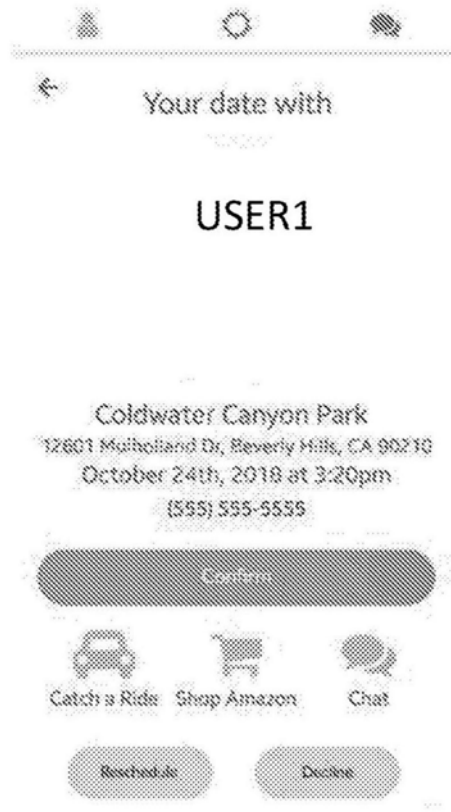 Your date with
USER1
Coldwater Canyon Park
12601 Mulholland Dr, Beverly Hills, CA 90210
October 24th, 2018 at 3:20pm
(555) 555-5555
Confirm
Catch a Ride Shop Amazon Chat
Reschedule Decline